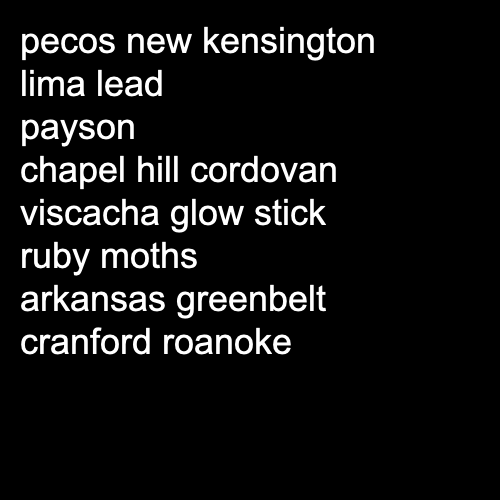 pecos new kensington
lima lead
payson
chapel hill cordovan
viscacha glow stick
ruby moths
arkansas greenbelt
cranford roanoke